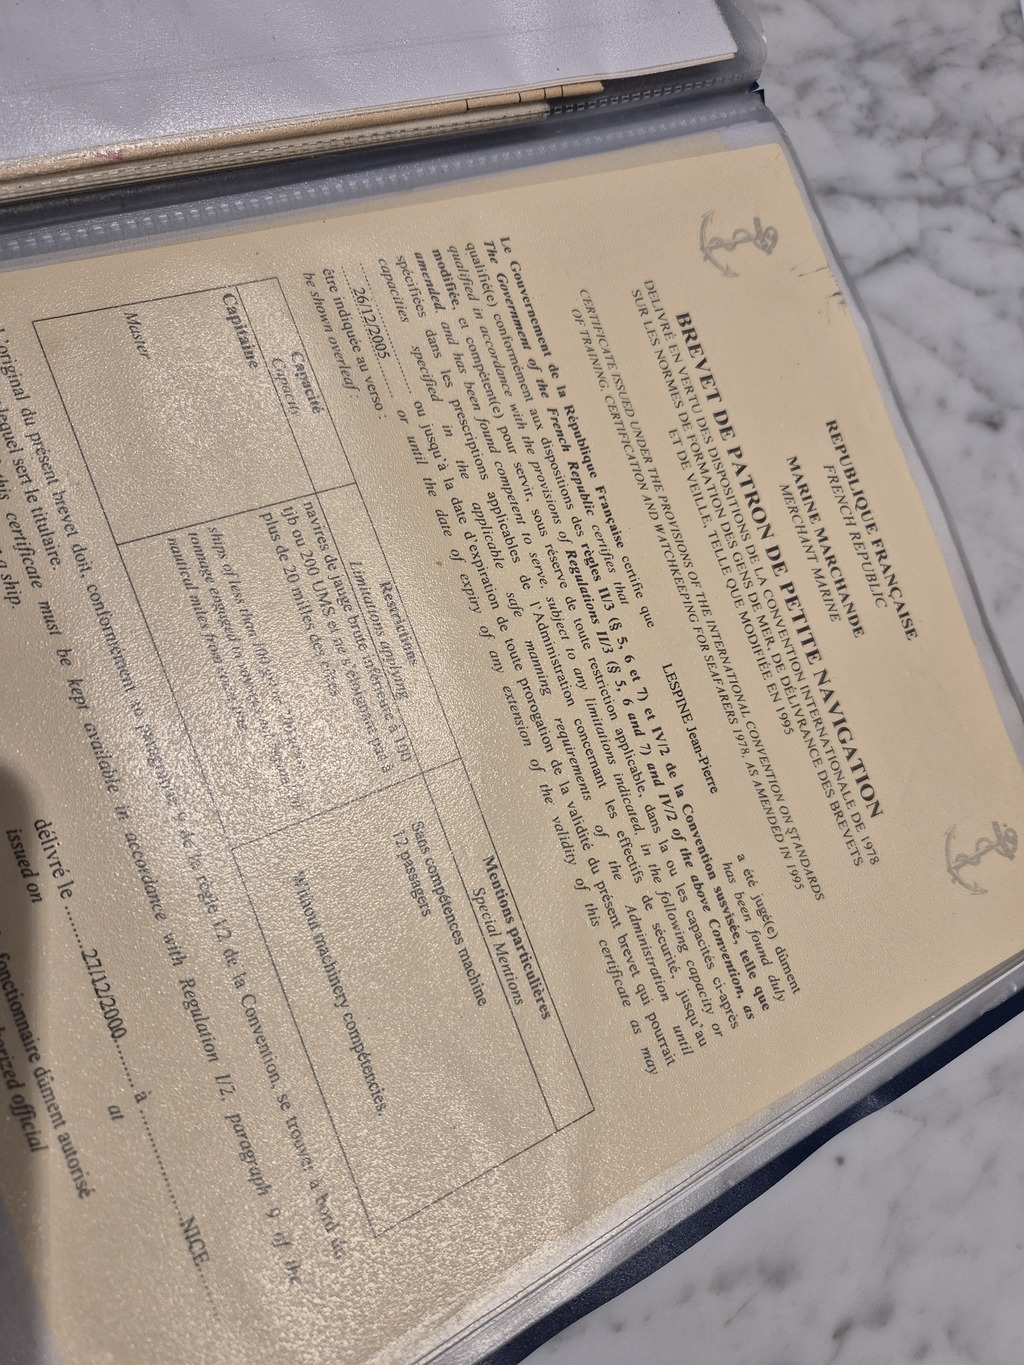 REPUBLIQUE FRANÇAISE
FRENCH REPUBLIC
MARINE MARCHANDE
MERCHANT MARINE
BREVET DE PATRON DE PETITE NAVIGATION
DELIVRÉ EN VERTU DES DISPOSITIONS DE LA CONVENTION INTERNATIONALE DE 1978
SUR LES NORMES DE FORMATION DES GENS DE MER, DE DÉLIVRANCE DES BREVETS
ET DE VEILLE, TELLE QUE MODIFIÉE EN 1995
CERTIFICATE ISSUED UNDER THE PROVISIONS OF THE INTERNATIONAL CONVENTION ON STANDARDS
OF TRAINING, CERTIFICATION AND WATCHKEEPING FOR SEAFARERS 1978, AS AMENDED IN 1995
Le Gouvernement de la République Française certifie que LESPINE Jean-Pierre a été jugé(e) dûment
The Government of the French Republic certifies that has been found duly
qualifié(e) conformément aux dispositions des règles II/3 (§ 5, 6 et 7) et IV/2 de la Convention susvisée, telle que
qualified in accordance with the provisions of Regulations II/3 (§ 5, 6 and 7) and IV/2 of the above Convention, as
modifiée, et compétent(e) pour servir, sous réserve de toute restriction applicable, dans la ou les capacités ci-après
amended, and has been found competent to serve, subject to any limitations indicated, in the following capacity or
spécifiées dans les prescriptions applicables de l'Administration concernant les effectifs de sécurité, jusqu'au
capacities specified in the applicable safe manning requirements of the Administration until
26/12/2005 ou jusqu'à la date d'expiration de toute prorogation de la validité du présent brevet qui pourrait
or until the date of expiry of any extension of the validity of this certificate as may
être indiquée au verso :
be shown overleaf :
Capacité Restrictions Mentions particulières
Capacity Limitations applying Special Mentions
Capitaine navires de jauge brute inférieure à 100 Sans compétences machine
tjb ou 200 UMS et ne s'éloignant pas à 12 passagers
plus de 20 milles des côtes
Master ships of less than 100 gross Without machinery competencies,
tonnage engaged in
nautical miles from
L'original du présent brevet doit, conformément au paragraphe 9 de la règle I/2 de la Convention, se trouver à bord du
lequel sert le titulaire.
this certificate must be kept available in accordance with Regulation I/2, paragraph 9 of the
ship.
délivré le 27/12/2000 à NICE
issued on at
fonctionnaire dûment autorisé
official